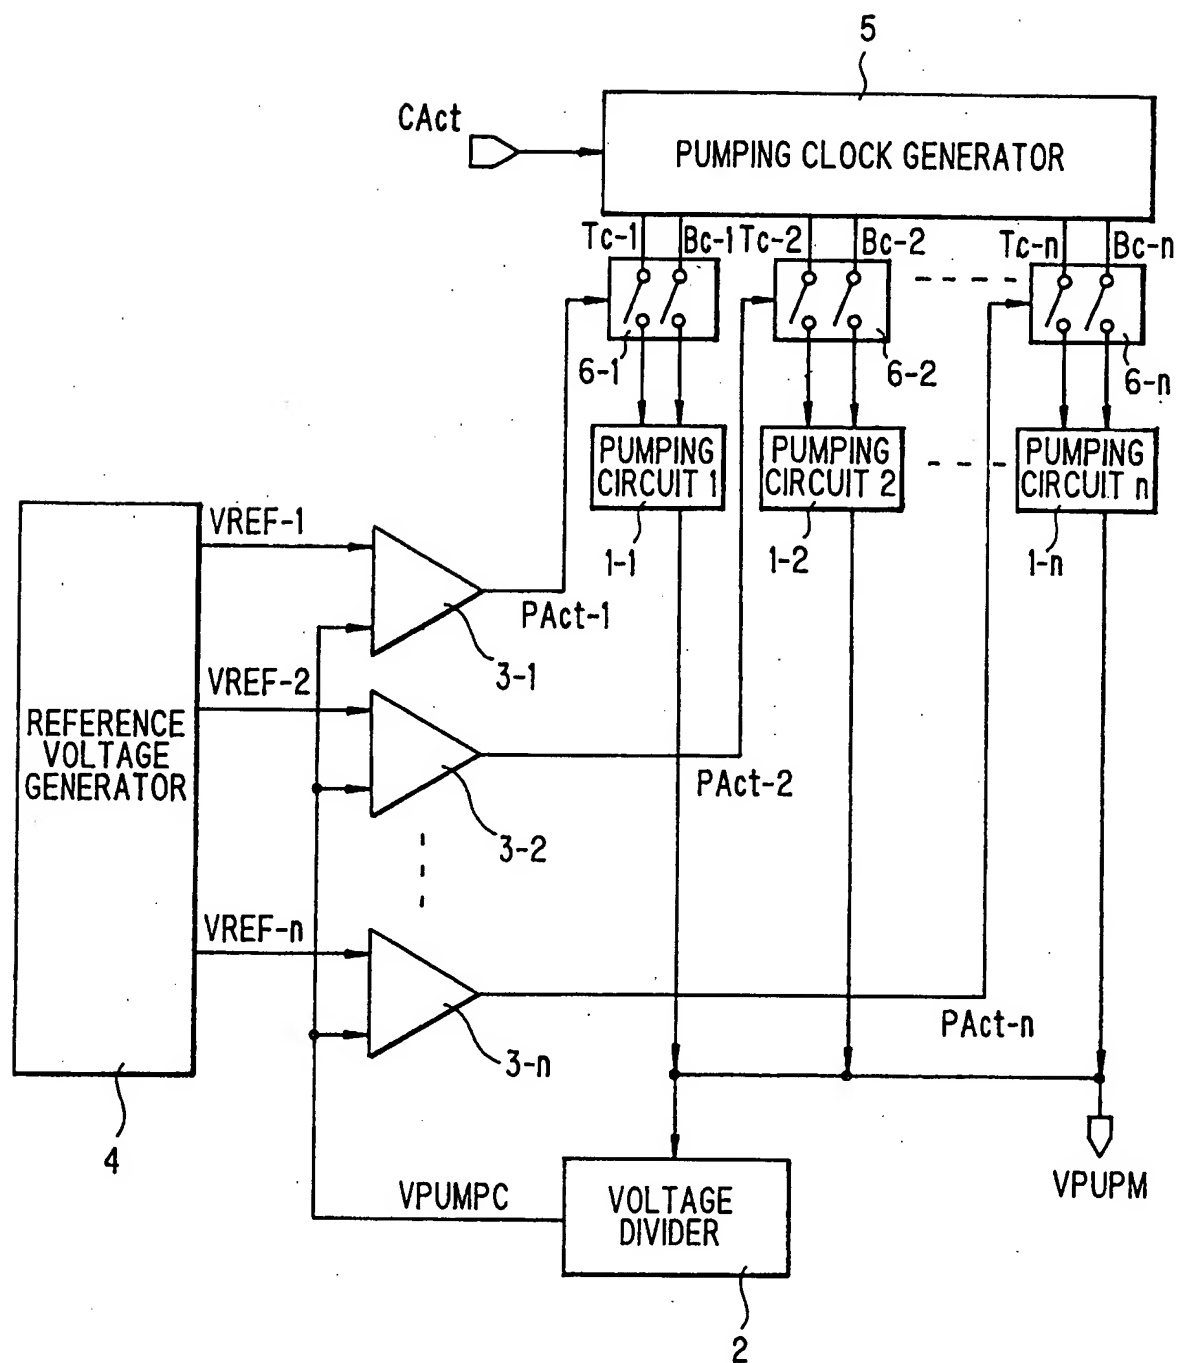 5
CAct
PUMPING CLOCK GENERATOR
Tc-1
Bc-1
Tc-2
Bc-2
Tc-n
Bc-n
6-1
6-2
6-n
PUMPING
CIRCUIT 1
PUMPING
CIRCUIT 2
PUMPING
CIRCUIT n
1-1
1-2
1-n
VREF-1
PAct-1
3-1
VREF-2
REFERENCE
VOLTAGE
GENERATOR
PAct-2
3-2
VREF-n
PAct-n
3-n
4
VPUPM
VPUMPC
VOLTAGE
DIVIDER
2